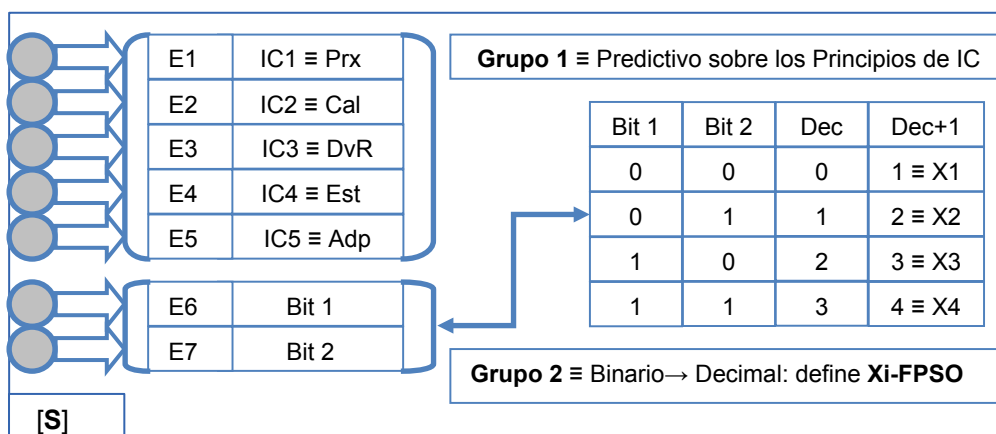 E1 IC1 ≡ Prx
E2 IC2 ≡ Cal
E3 IC3 ≡ DvR
E4 IC4 ≡ Est
E5 IC5 ≡ Adp
Grupo 1 ≡ Predictivo sobre los Principios de IC
Bit 1 Bit 2 Dec Dec+1
0 0 0 1 ≡ X1
0 1 1 2 ≡ X2
1 0 2 3 ≡ X3
1 1 3 4 ≡ X4
E6 Bit 1
E7 Bit 2
Grupo 2 ≡ Binario→ Decimal: define Xi-FPSO
[S]